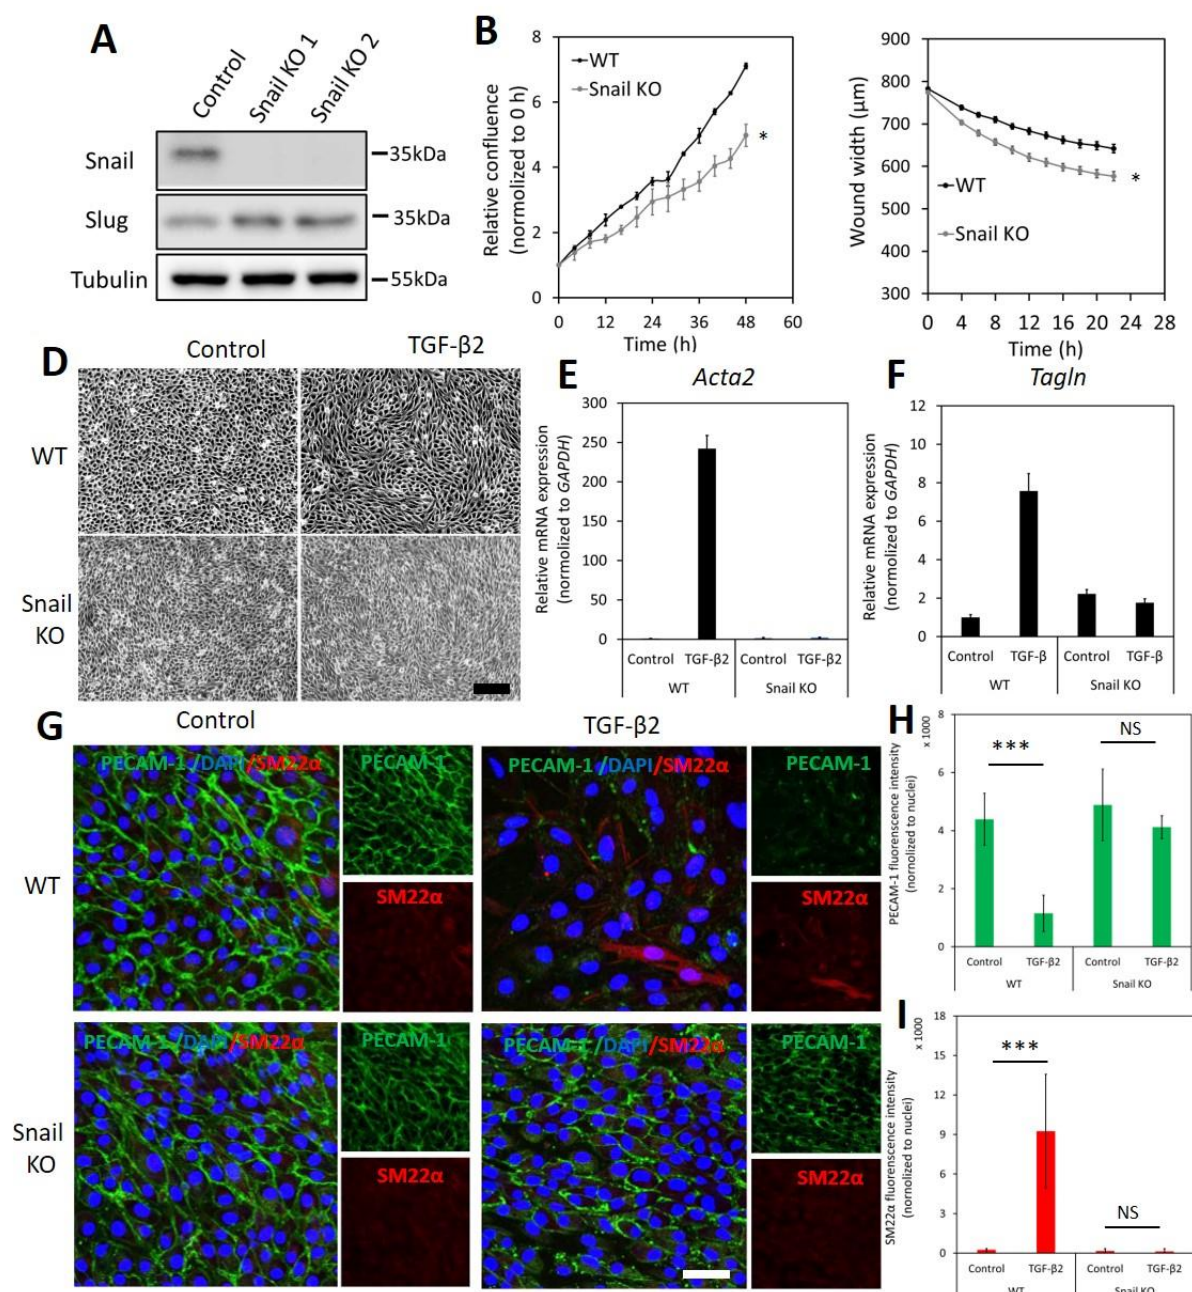 A
Control
Snail KO 1
Snail KO 2
Snail
35kDa
Slug
35kDa
Tubulin
55kDa
B
Relative confluence
(normolized to 0 h)
8
6
4
2
0
WT
Snail KO
*
0 12 24 36 48 60
Time (h)
Wound width (μm)
900
800
700
600
500
400
300
WT
Snail KO
*
0 4 8 12 16 20 24 28
Time (h)
D
Control
TGF-β2
WT
Snail
KO
E
Acta2
Relative mRNA expression
(normolized to GAPDH)
300
250
200
150
100
50
0
Control TGF-β2 Control TGF-β2
WT Snail KO
F
Tagln
Relative mRNA expression
(normolized to GAPDH)
12
10
8
6
4
2
0
Control TGF-β Control TGF-β
WT Snail KO
G
Control
TGF-β2
WT
PECAM-1/DAPI/SM22α
PECAM-1
SM22α
PECAM-1/DAPI/SM22α
PECAM-1
SM22α
Snail
KO
PECAM-1/DAPI/SM22α
PECAM-1
SM22α
PECAM-1/DAPI/SM22α
PECAM-1
SM22α
H
x 1000
PECAM-1 fluorescence intensity
(nornolized to nuclei)
8
6
4
2
0
***
NS
Control TGF-β2 Control TGF-β2
WT Snail KO
I
x 1000
SM22α fluorescence intensity
(nornolized to nuclei)
18
15
12
9
6
3
0
***
NS
Control TGF-β2 Control TGF-β2
WT Snail KO